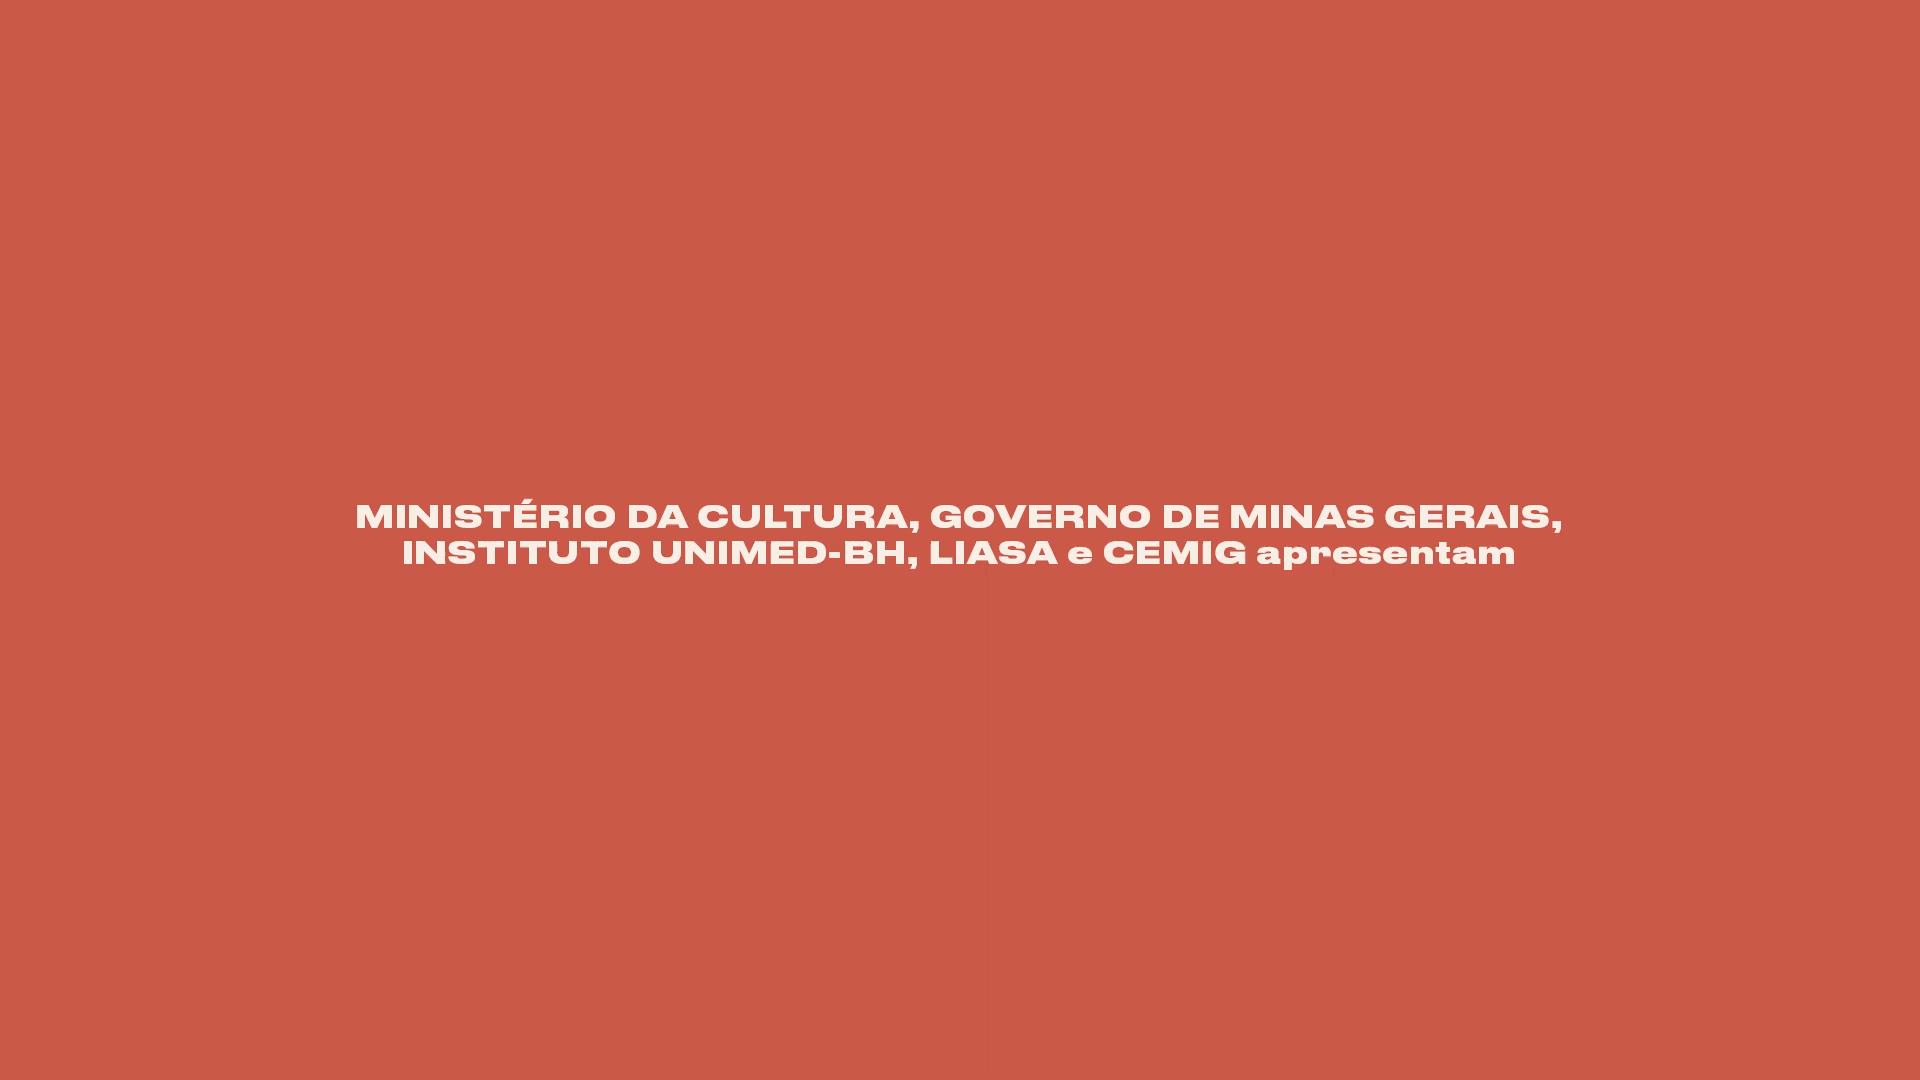 MINISTÉRIO DA CULTURA, GOVERNO DE MINAS GERAIS,
INSTITUTO UNIMED-BH, LIASA e CEMIG apresentam